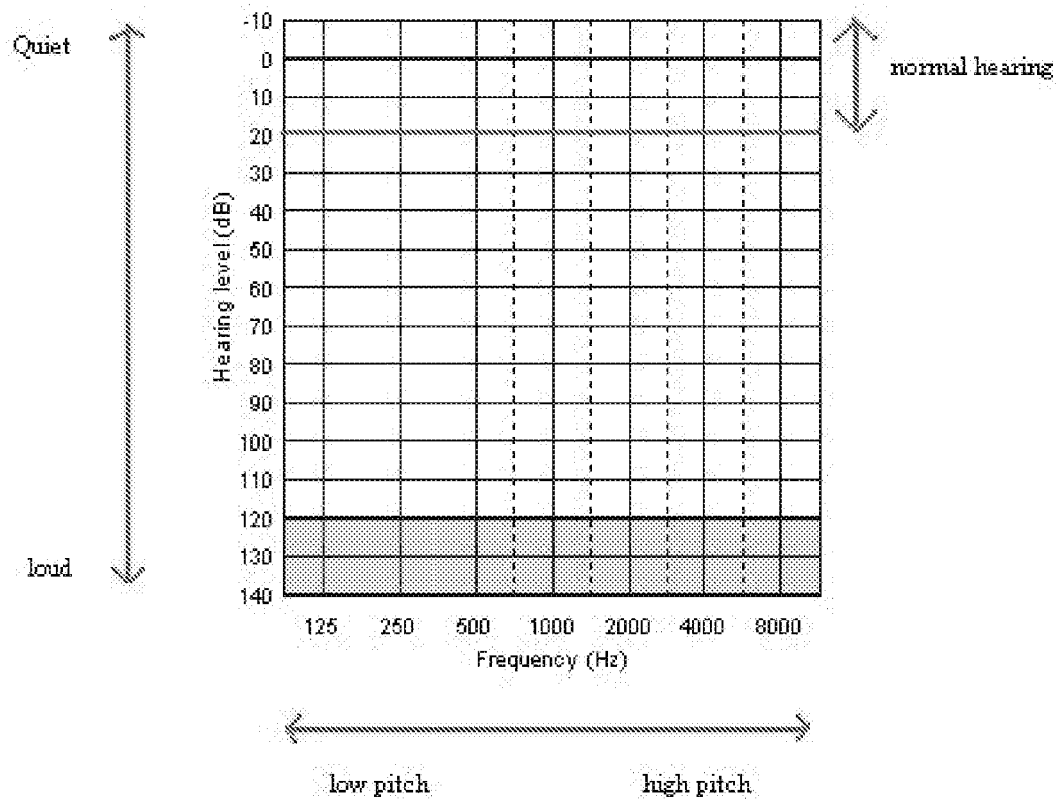 Quiet
loud
normal hearing
Hearing level (dB)
-10
0
10
20
30
40
50
60
70
80
90
100
110
120
130
140
125 250 500 1000 2000 4000 8000
Frequency (Hz)
low pitch high pitch